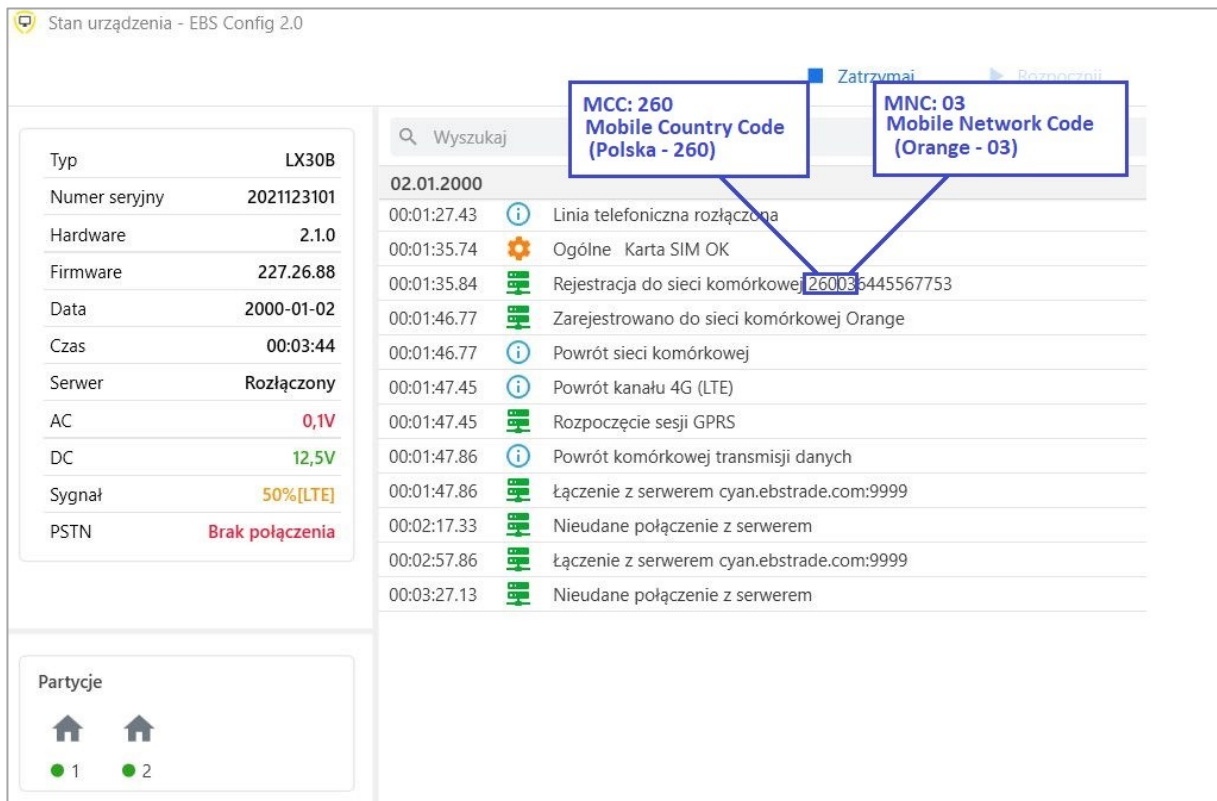 Stan urządzenia - EBS Config 2.0
Zatrzymaj Rozpocznij
MCC: 260
Mobile Country Code
(Polska - 260)
MNC: 03
Mobile Network Code
(Orange - 03)
Typ LX30B
Numer seryjny 2021123101
Hardware 2.1.0
Firmware 227.26.88
Data 2000-01-02
Czas 00:03:44
Serwer Rozłączony
AC 0,1V
DC 12,5V
Sygnał 50%[LTE]
PSTN Brak połączenia
Wyszukaj
02.01.2000
00:01:27.43 Linia telefoniczna rozłączona
00:01:35.74 Ogólne Karta SIM OK
00:01:35.84 Rejestracja do sieci komórkowej 260036445567753
00:01:46.77 Zarejestrowano do sieci komórkowej Orange
00:01:46.77 Powrót sieci komórkowej
00:01:47.45 Powrót kanału 4G (LTE)
00:01:47.45 Rozpoczęcie sesji GPRS
00:01:47.86 Powrót komórkowej transmisji danych
00:01:47.86 Łączenie z serwerem cyan.ebstrade.com:9999
00:02:17.33 Nieudane połączenie z serwerem
00:02:57.86 Łączenie z serwerem cyan.ebstrade.com:9999
00:03:27.13 Nieudane połączenie z serwerem
Partycje
1 2